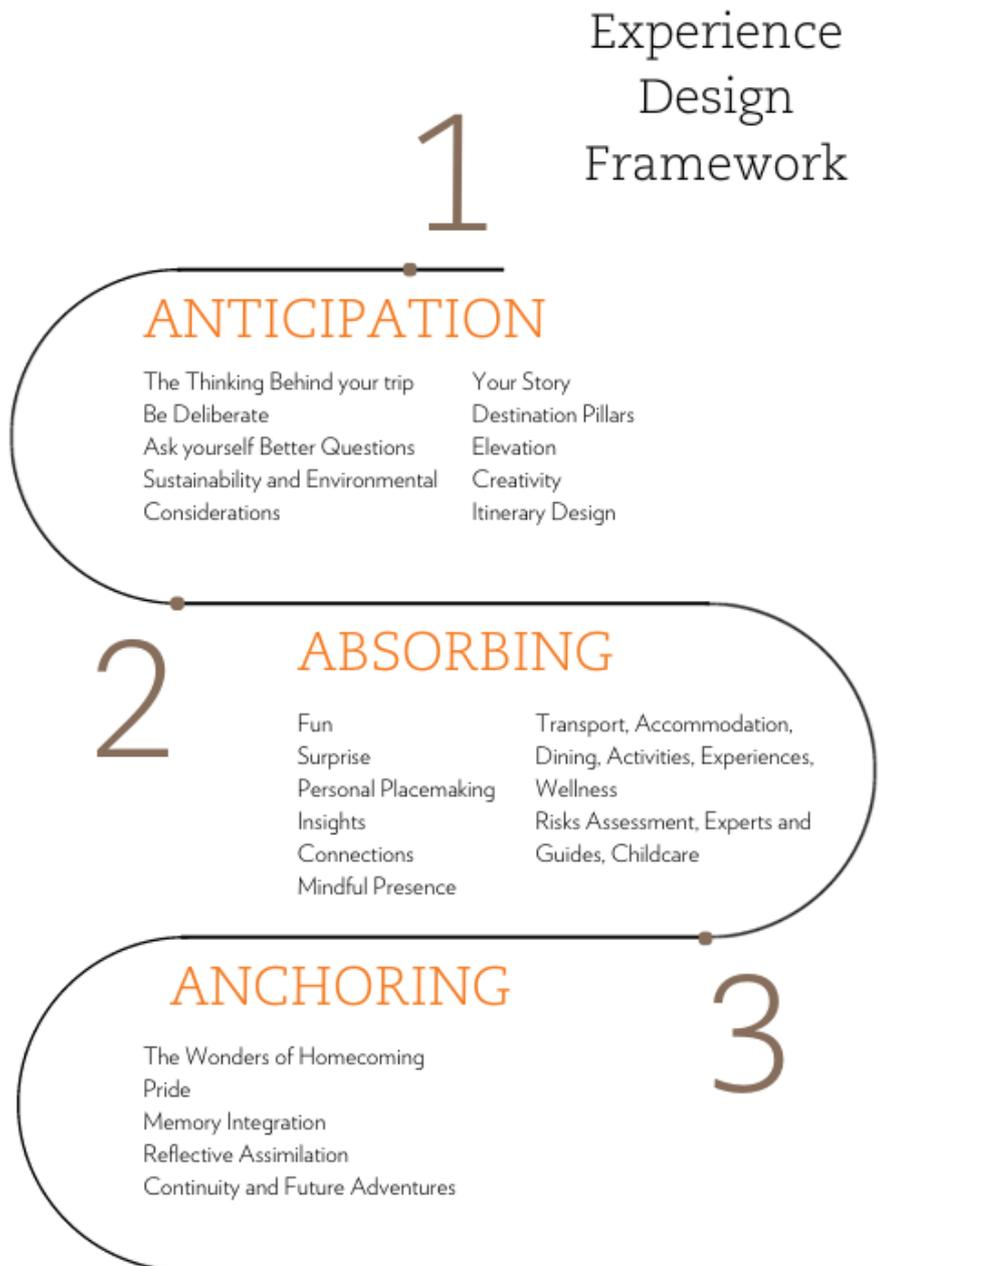 Experience
Design
Framework
1
ANTICIPATION
The Thinking Behind your trip
Be Deliberate
Ask yourself Better Questions
Sustainability and Environmental
Considerations
Your Story
Destination Pillars
Elevation
Creativity
Itinerary Design
2
ABSORBING
Fun
Surprise
Personal Placemaking
Insights
Connections
Mindful Presence
Transport, Accommodation,
Dining, Activities, Experiences,
Wellness
Risks Assessment, Experts and
Guides, Childcare
3
ANCHORING
The Wonders of Homecoming
Pride
Memory Integration
Reflective Assimilation
Continuity and Future Adventures